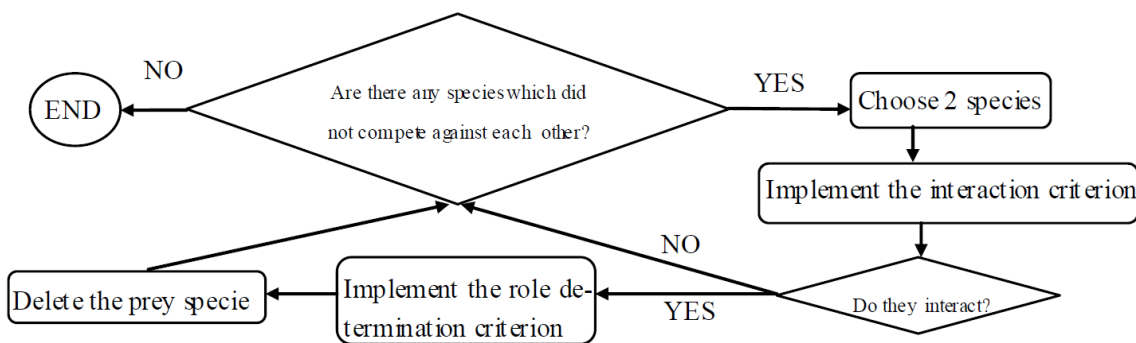 NO
END
Are there any species which did
not compete against each other?
YES
Choose 2 species
Implement the interaction criterion
NO
Do they interact?
YES
Implement the role de-
termination criterion
Delete the prey specie